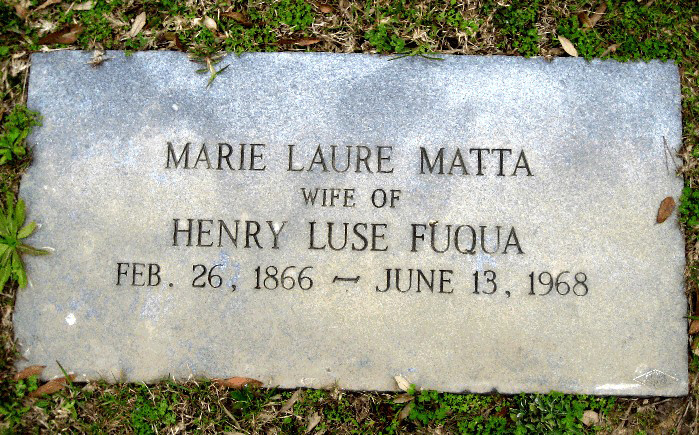 MARIE LAURE MATTA
WIFE OF
HENRY LUSE FUQUA
FEB. 26, 1866 ~ JUNE 13, 1968